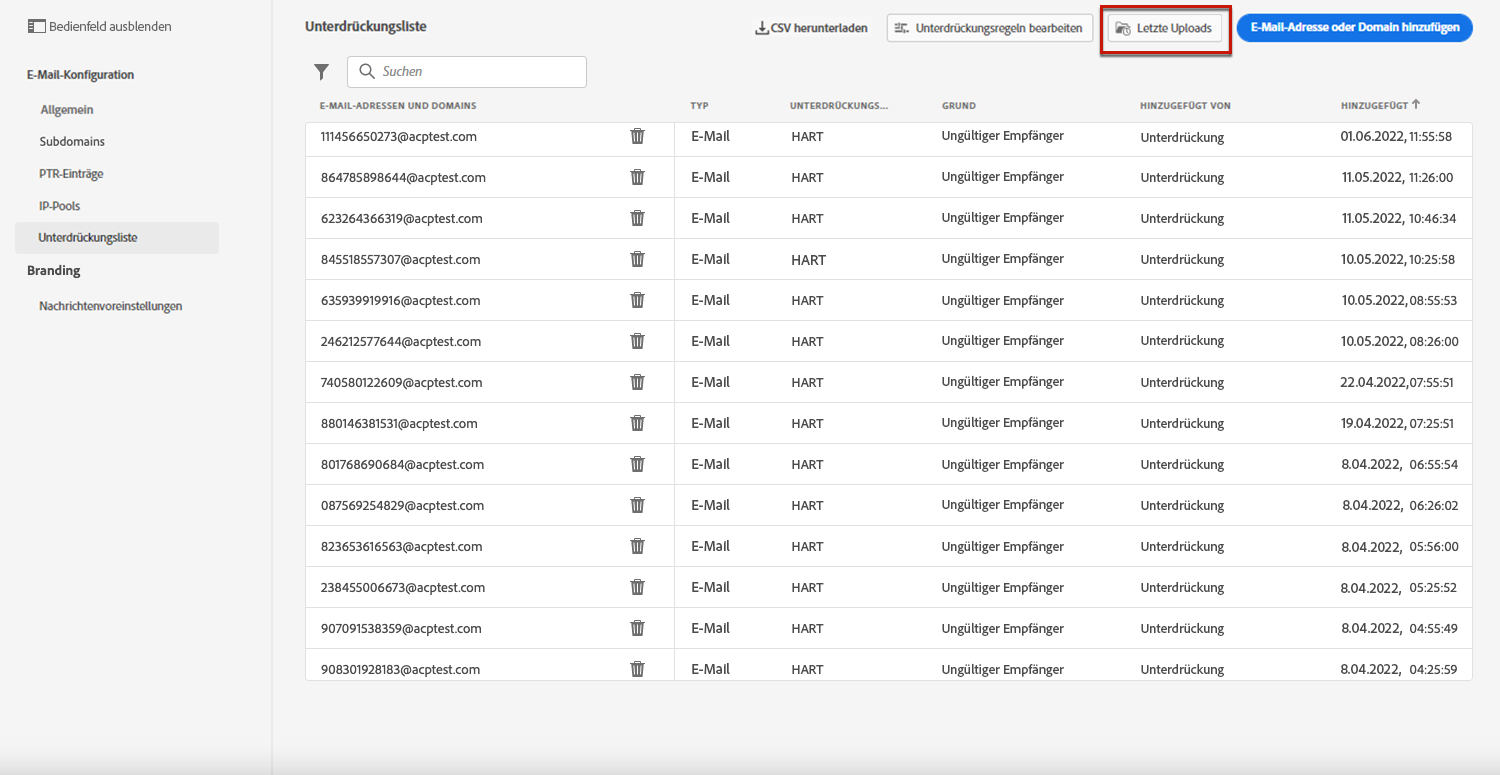 Bedienfeld ausblenden
E-Mail-Konfiguration
Allgemein
Subdomains
PTR-Einträge
IP-Pools
Unterdrückungsliste
Branding
Nachrichtenvoreinstellungen
Unterdrückungsliste
CSV herunterladen
Unterdrückungsregeln bearbeiten
Letzte Uploads
E-Mail-Adresse oder Domain hinzufügen
Suchen
E-MAIL-ADRESSEN UND DOMAINS TYP UNTERDRÜCKUNGS... GRUND HINZUGEFÜGT VON HINZUGEFÜGT ↑
111456650273@acptest.com E-Mail HART Ungültiger Empfänger Unterdrückung 01.06.2022, 11:55:58
864785898644@acptest.com E-Mail HART Ungültiger Empfänger Unterdrückung 11.05.2022, 11:26:00
623264366319@acptest.com E-Mail HART Ungültiger Empfänger Unterdrückung 11.05.2022, 10:46:34
845518557307@acptest.com E-Mail HART Ungültiger Empfänger Unterdrückung 10.05.2022, 10:25:58
635939919916@acptest.com E-Mail HART Ungültiger Empfänger Unterdrückung 10.05.2022, 08:55:53
246212577644@acptest.com E-Mail HART Ungültiger Empfänger Unterdrückung 10.05.2022, 08:26:00
740580122609@acptest.com E-Mail HART Ungültiger Empfänger Unterdrückung 22.04.2022,07:55:51
880146381531@acptest.com E-Mail HART Ungültiger Empfänger Unterdrückung 19.04.2022, 07:25:51
801768690684@acptest.com E-Mail HART Ungültiger Empfänger Unterdrückung 8.04.2022, 06:55:54
087569254829@acptest.com E-Mail HART Ungültiger Empfänger Unterdrückung 8.04.2022, 06:26:02
823653616563@acptest.com E-Mail HART Ungültiger Empfänger Unterdrückung 8.04.2022, 05:56:00
238455006673@acptest.com E-Mail HART Ungültiger Empfänger Unterdrückung 8.04.2022, 05:25:52
907091538359@acptest.com E-Mail HART Ungültiger Empfänger Unterdrückung 8.04.2022, 04:55:49
908301928183@acptest.com E-Mail HART Ungültiger Empfänger Unterdrückung 8.04.2022, 04:25:59